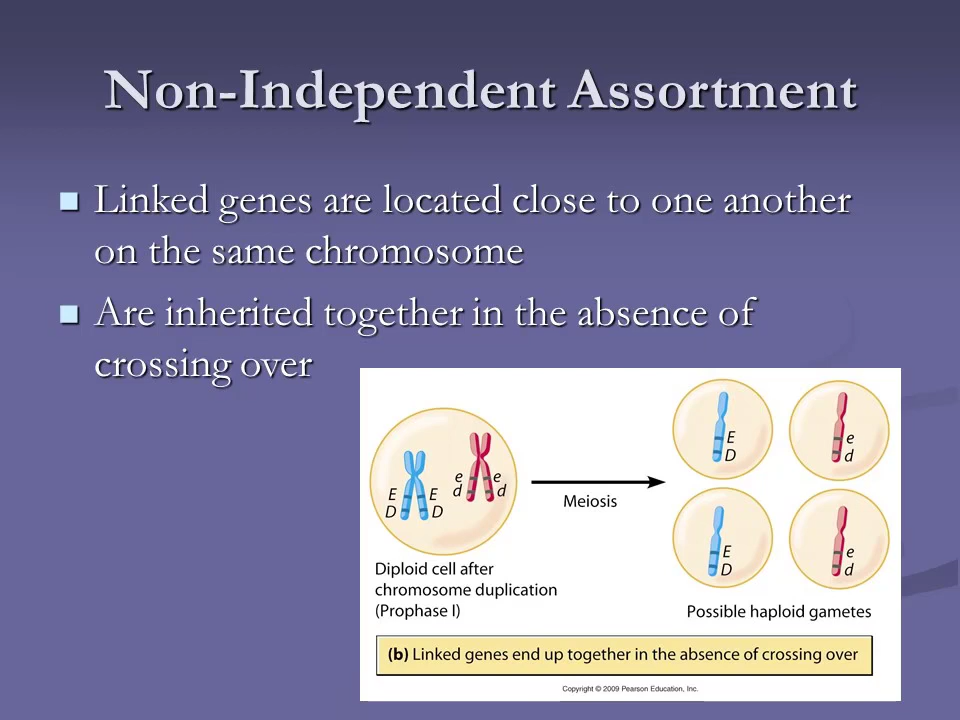 Non-Independent Assortment
Linked genes are located close to one another
on the same chromosome
Are inherited together in the absence of
crossing over
E
D
E
D
e
d
e
d
Diploid cell after
chromosome duplication
(Prophase I)
Meiosis
E
D
e
d
E
D
e
d
Possible haploid gametes
(b) Linked genes end up together in the absence of crossing over
Copyright © 2009 Pearson Education, Inc.